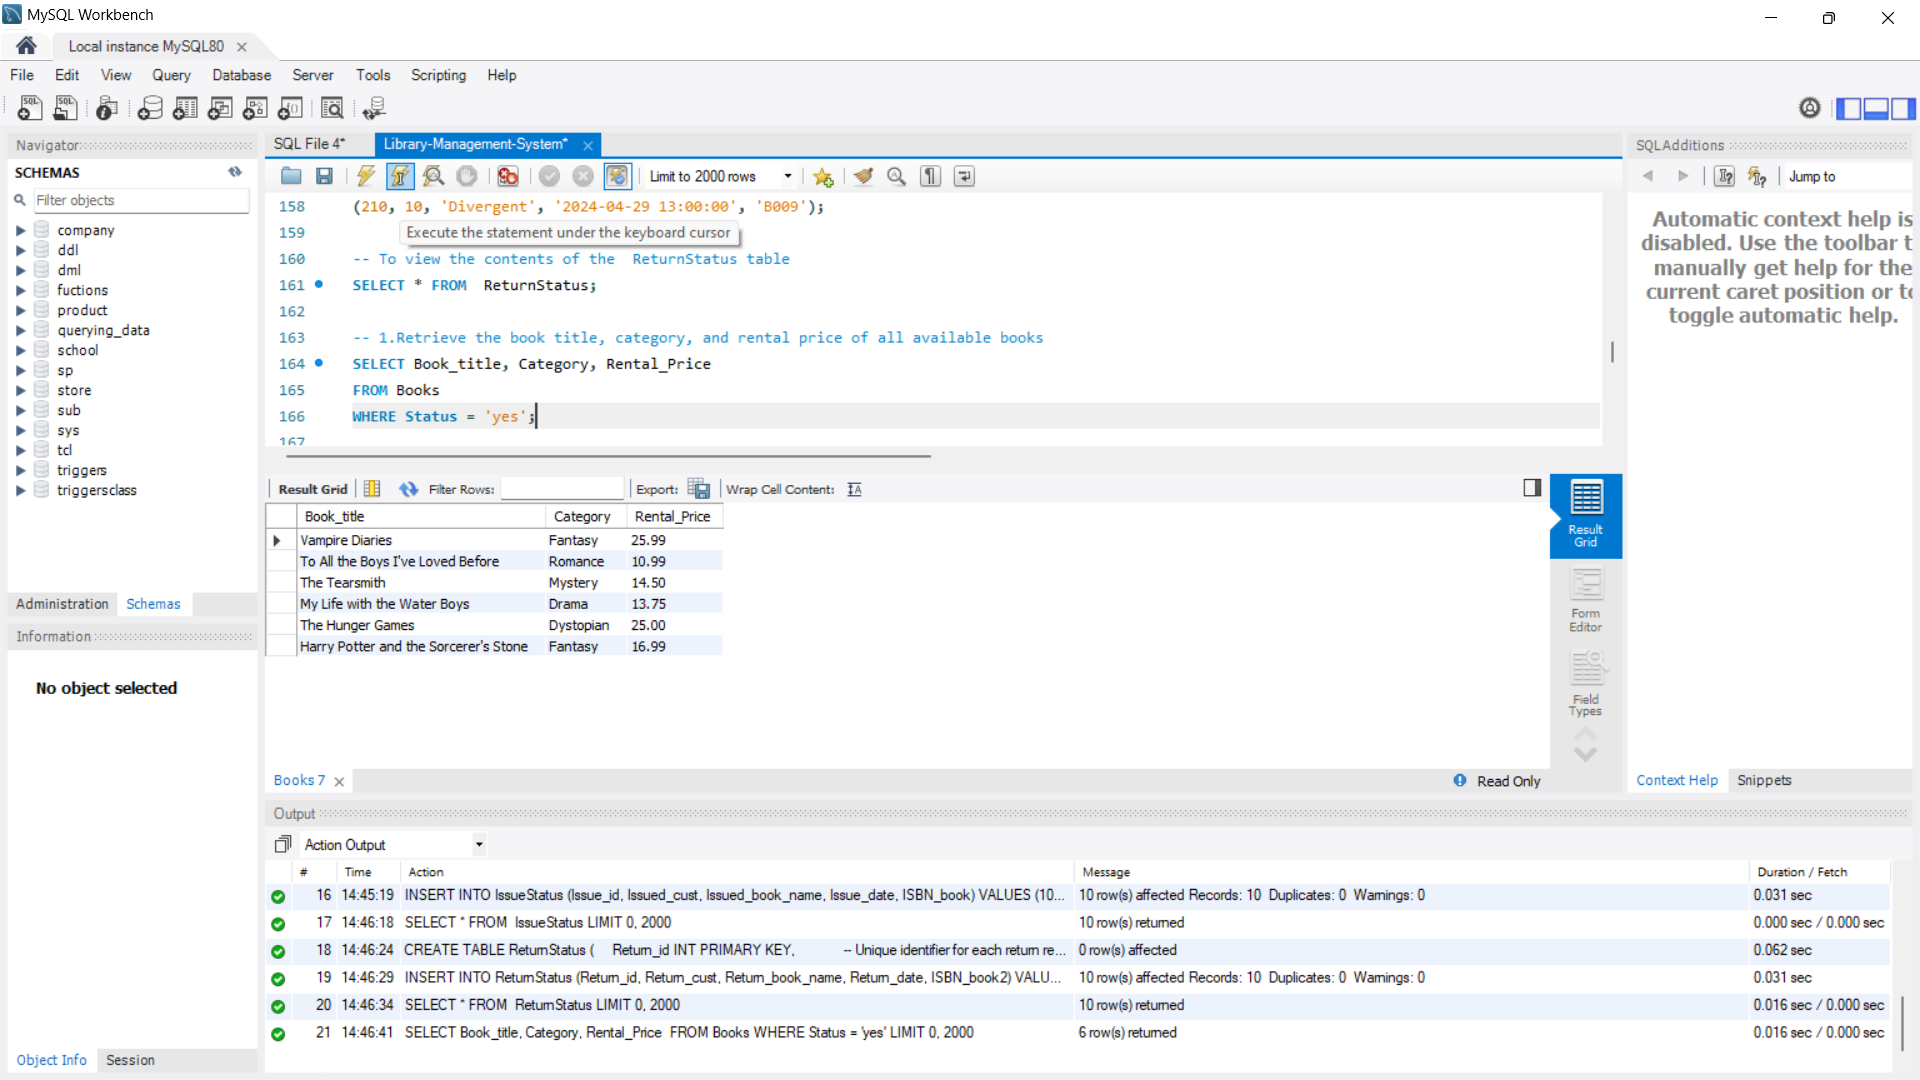 MySQL Workbench
Local instance MySQL80
File Edit View Query Database Server Tools Scripting Help
Navigator
SCHEMAS
Filter objects
company
ddl
dml
fuctions
product
querying_data
school
sp
store
sub
sys
tcl
triggers
triggersclass
Administration Schemas
Information
No object selected
Object Info Session
SQL File 4* Library-Management-System*
Limit to 2000 rows
158 (210, 10, 'Divergent', '2024-04-29 13:00:00', 'B009');
159
Execute the statement under the keyboard cursor
160 -- To view the contents of the ReturnStatus table
161 SELECT * FROM ReturnStatus;
162
163 -- 1.Retrieve the book title, category, and rental price of all available books
164 SELECT Book_title, Category, Rental_Price
165 FROM Books
166 WHERE Status = 'yes';
167
Result Grid Filter Rows: Export: Wrap Cell Content:
Book_title Category Rental_Price
Vampire Diaries Fantasy 25.99
To All the Boys I've Loved Before Romance 10.99
The Tearsmith Mystery 14.50
My Life with the Water Boys Drama 13.75
The Hunger Games Dystopian 25.00
Harry Potter and the Sorcerer's Stone Fantasy 16.99
Result
Grid
Form
Editor
Field
Types
Books 7 Read Only
SQLAdditions
Jump to
Automatic context help is
disabled. Use the toolbar t
manually get help for the
current caret position or to
toggle automatic help.
Context Help Snippets
Output
Action Output
# Time Action Message Duration / Fetch
16 14:45:19 INSERT INTO IssueStatus (Issue_id, Issued_cust, Issued_book_name, Issue_date, ISBN_book) VALUES (10... 10 row(s) affected Records: 10 Duplicates: 0 Warnings: 0 0.031 sec
17 14:46:18 SELECT * FROM IssueStatus LIMIT 0, 2000 10 row(s) returned 0.000 sec / 0.000 sec
18 14:46:24 CREATE TABLE ReturnStatus ( Return_id INT PRIMARY KEY, -- Unique identifier for each return re... 0 row(s) affected 0.062 sec
19 14:46:29 INSERT INTO ReturnStatus (Return_id, Return_cust, Return_book_name, Return_date, ISBN_book2) VALU... 10 row(s) affected Records: 10 Duplicates: 0 Warnings: 0 0.031 sec
20 14:46:34 SELECT * FROM ReturnStatus LIMIT 0, 2000 10 row(s) returned 0.016 sec / 0.000 sec
21 14:46:41 SELECT Book_title, Category, Rental_Price FROM Books WHERE Status = 'yes' LIMIT 0, 2000 6 row(s) returned 0.016 sec / 0.000 sec